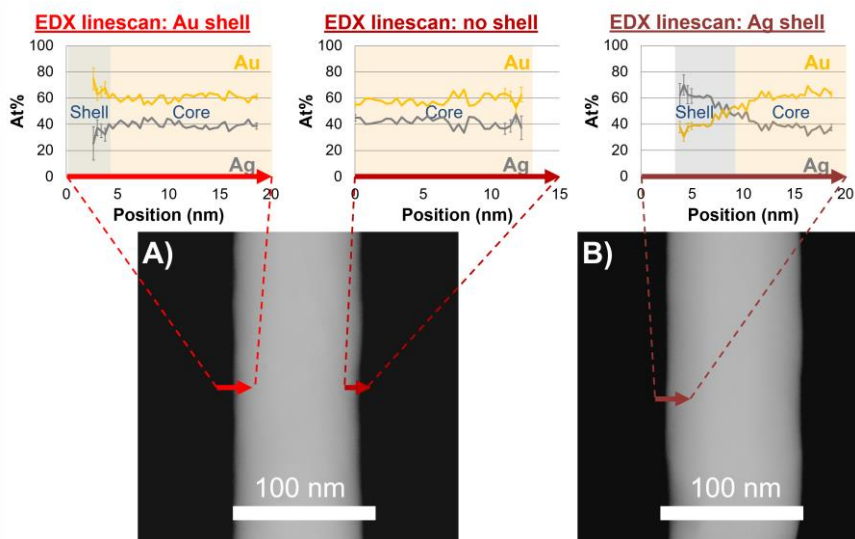 EDX linescan: Au shell
EDX linescan: no shell
EDX linescan: Ag shell
100
80
60
40
20
0
At%
Au
Shell
Core
Ag
0
5
10
15
20
Position (nm)
100
80
60
40
20
0
At%
Au
Core
Ag
0
5
10
15
Position (nm)
100
80
60
40
20
0
At%
Au
Shell
Core
Ag
0
5
10
15
20
Position (nm)
A)
100 nm
B)
100 nm